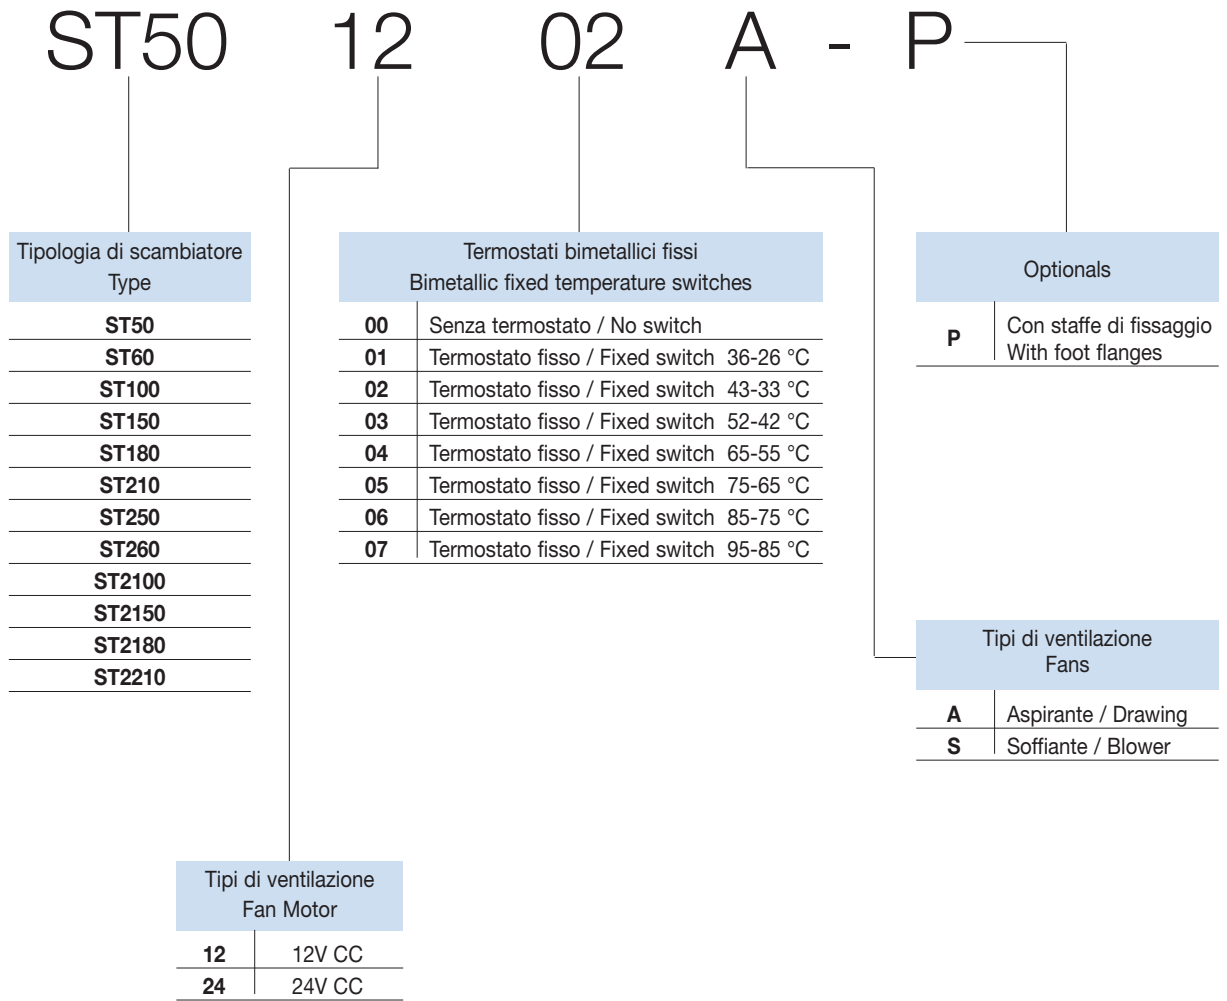 ST50 12 02 A - P
Tipologia di scambiatore
Type
ST50
ST60
ST100
ST150
ST180
ST210
ST250
ST260
ST2100
ST2150
ST2180
ST2210
Termostati bimetallici fissi
Bimetallic fixed temperature switches
00 Senza termostato / No switch
01 Termostato fisso / Fixed switch 36-26 °C
02 Termostato fisso / Fixed switch 43-33 °C
03 Termostato fisso / Fixed switch 52-42 °C
04 Termostato fisso / Fixed switch 65-55 °C
05 Termostato fisso / Fixed switch 75-65 °C
06 Termostato fisso / Fixed switch 85-75 °C
07 Termostato fisso / Fixed switch 95-85 °C
Optionals
P Con staffe di fissaggio
With foot flanges
Tipi di ventilazione
Fans
A Aspirante / Drawing
S Soffiante / Blower
Tipi di ventilazione
Fan Motor
12 12V CC
24 24V CC